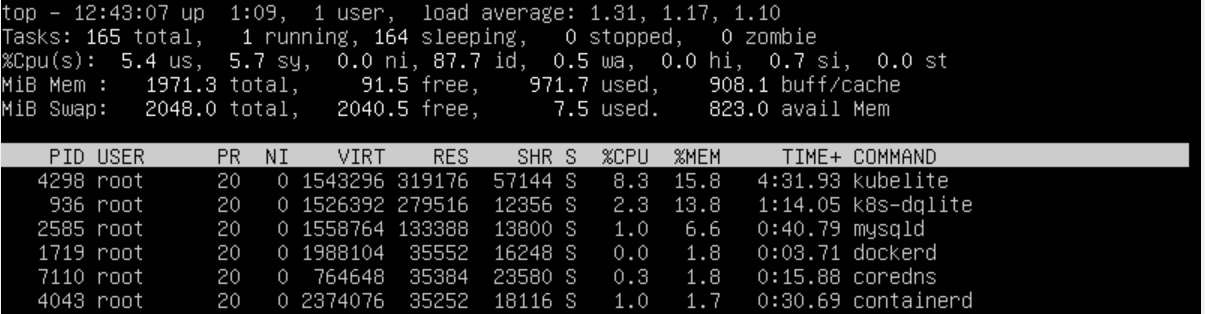 top - 12:43:07 up  1:09,  1 user,  load average: 1.31, 1.17, 1.10
Tasks: 165 total,   1 running, 164 sleeping,   0 stopped,   0 zombie
%Cpu(s):  5.4 us,  5.7 sy,  0.0 ni, 87.7 id,  0.5 wa,  0.0 hi,  0.7 si,  0.0 st
MiB Mem :   1971.3 total,     91.5 free,    971.7 used,    908.1 buff/cache
MiB Swap:   2048.0 total,   2040.5 free,      7.5 used.    823.0 avail Mem
PID USER      PR  NI    VIRT    RES    SHR S  %CPU  %MEM     TIME+ COMMAND
4298 root      20   0 1543296 319176  57144 S   8.3  15.8   4:31.93 kubelite
936 root      20   0 1526392 279516  12356 S   2.3  13.8   1:14.05 k8s-dqlite
2585 root      20   0 1558764 133388  13800 S   1.0   6.6   0:40.79 mysqld
1719 root      20   0 1988104  35552  16248 S   0.0   1.8   0:03.71 dockerd
7110 root      20   0  764648  35384  23580 S   0.3   1.8   0:15.88 coredns
4043 root      20   0 2374076  35252  18116 S   1.0   1.7   0:30.69 containerd